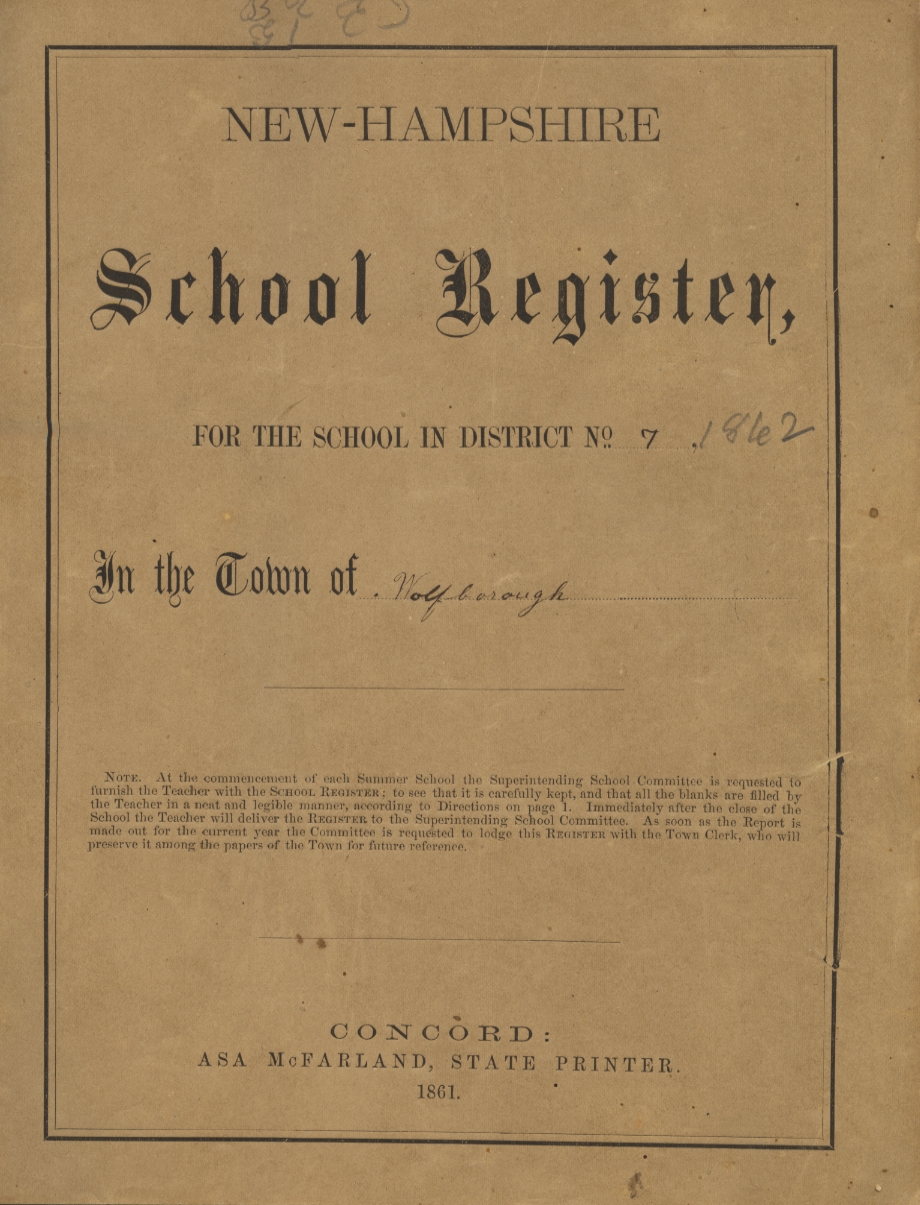 NEW-HAMPSHIRE
School Register,
FOR THE SCHOOL IN DISTRICT NO. 7 1862
In the Town of Wolfborough
NOTE. At the commencement of each Summer School the Superintending School Committee is requested to
furnish the Teacher with the SCHOOL REGISTER; to see that it is carefully kept, and that all the blanks are filled by
the Teacher in a neat and legible manner, according to Directions on page 1. Immediately after the close of the
School the Teacher will deliver the REGISTER to the Superintending School Committee. As soon as the Report is
made out for the current year the Committee is requested to lodge this REGISTER with the Town Clerk, who will
preserve it among the papers of the Town for future reference.
CONCORD:
ASA McFARLAND, STATE PRINTER.
1861.